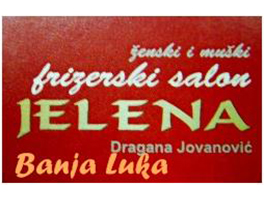 ženski i muški
frizerski salon
JELENA
Dragana Jovanović
Banja Luka